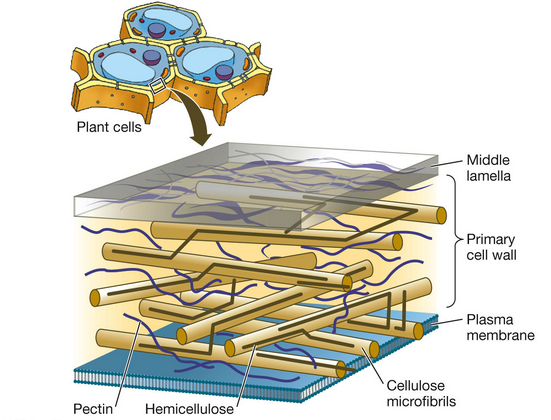 Plant cells
Middle
lamella
Primary
cell wall
Plasma
membrane
Cellulose
microfibrils
Pectin
Hemicellulose